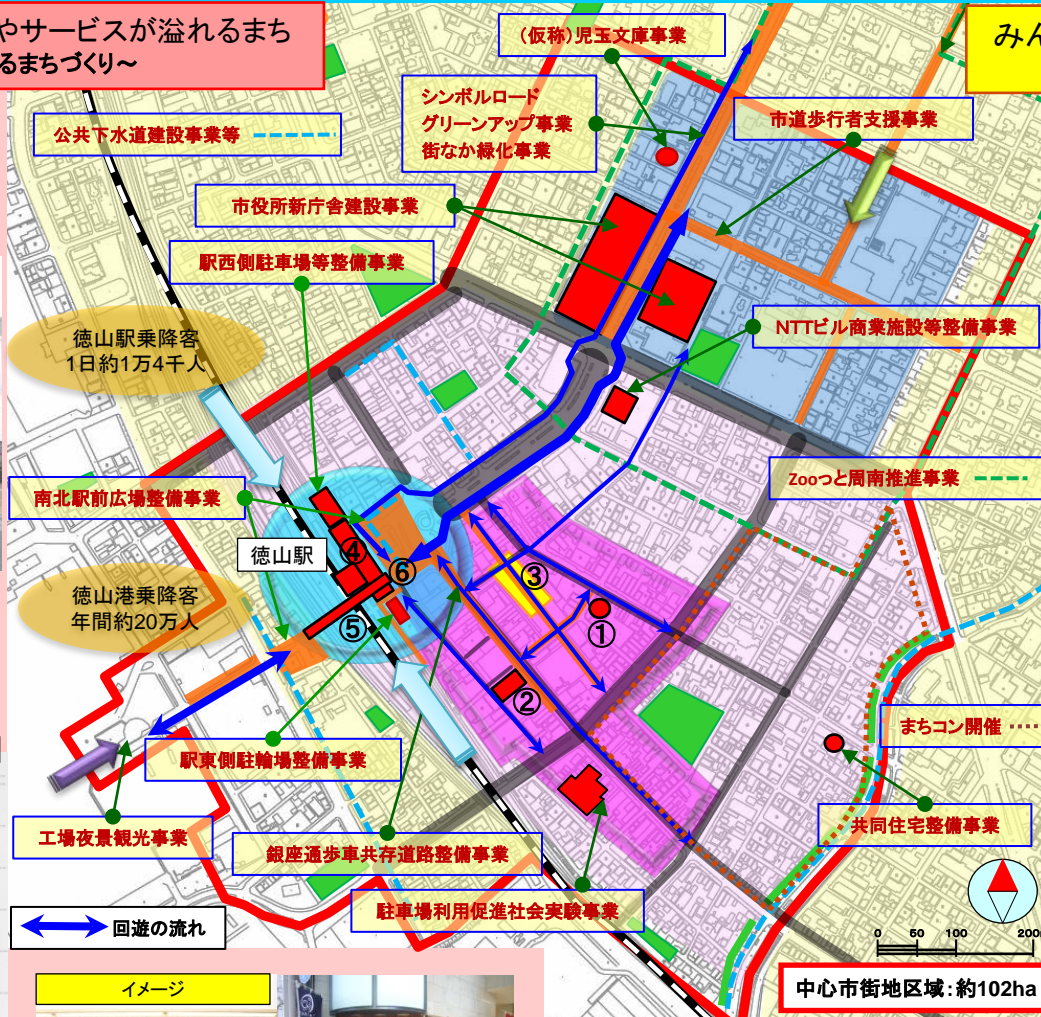 やサービスが溢れるまち
るまちづくり～
みん
(仮称)児玉文庫事業
シンボルロード
グリーンアップ事業
街なか緑化事業
市道歩行者支援事業
公共下水道建設事業等
市役所新庁舎建設事業
駅西側駐車場等整備事業
NTTビル商業施設等整備事業
徳山駅乗降客
1日約1万4千人
Zooっと周南推進事業
南北駅前広場整備事業
徳山駅
④
⑥
③
⑤
①
②
徳山港乗降客
年間約20万人
まちコン開催
駅東側駐輪場整備事業
共同住宅整備事業
工場夜景観光事業
銀座通歩車共存道路整備事業
駐車場利用促進社会実験事業
回遊の流れ
0 50 100 200
中心市街地区域：約102ha
イメージ